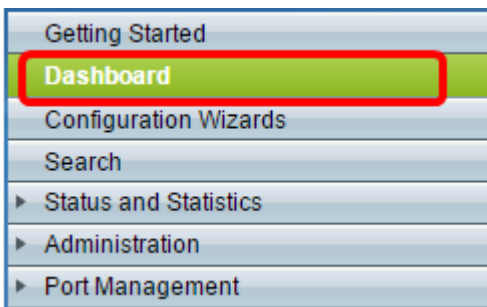 Getting Started
Dashboard
Configuration Wizards
Search
Status and Statistics
Administration
Port Management